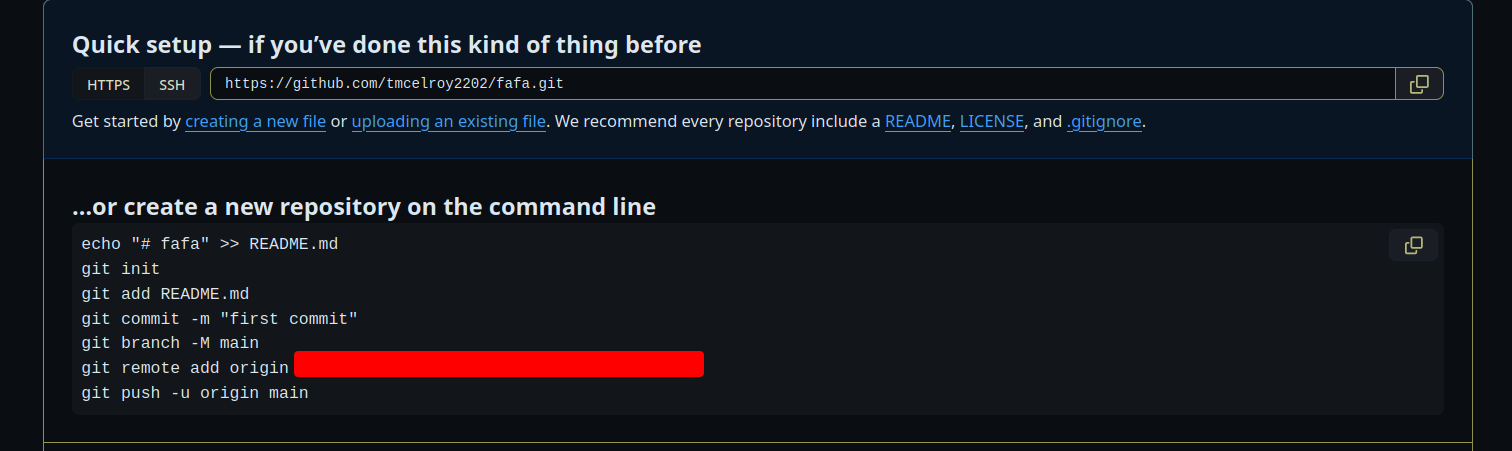 Quick setup — if you’ve done this kind of thing before
HTTPS SSH https://github.com/tmcelroy2202/fafa.git
Get started by creating a new file or uploading an existing file. We recommend every repository include a README, LICENSE, and .gitignore.
…or create a new repository on the command line
echo "# fafa" >> README.md
git init
git add README.md
git commit -m "first commit"
git branch -M main
git remote add origin
git push -u origin main